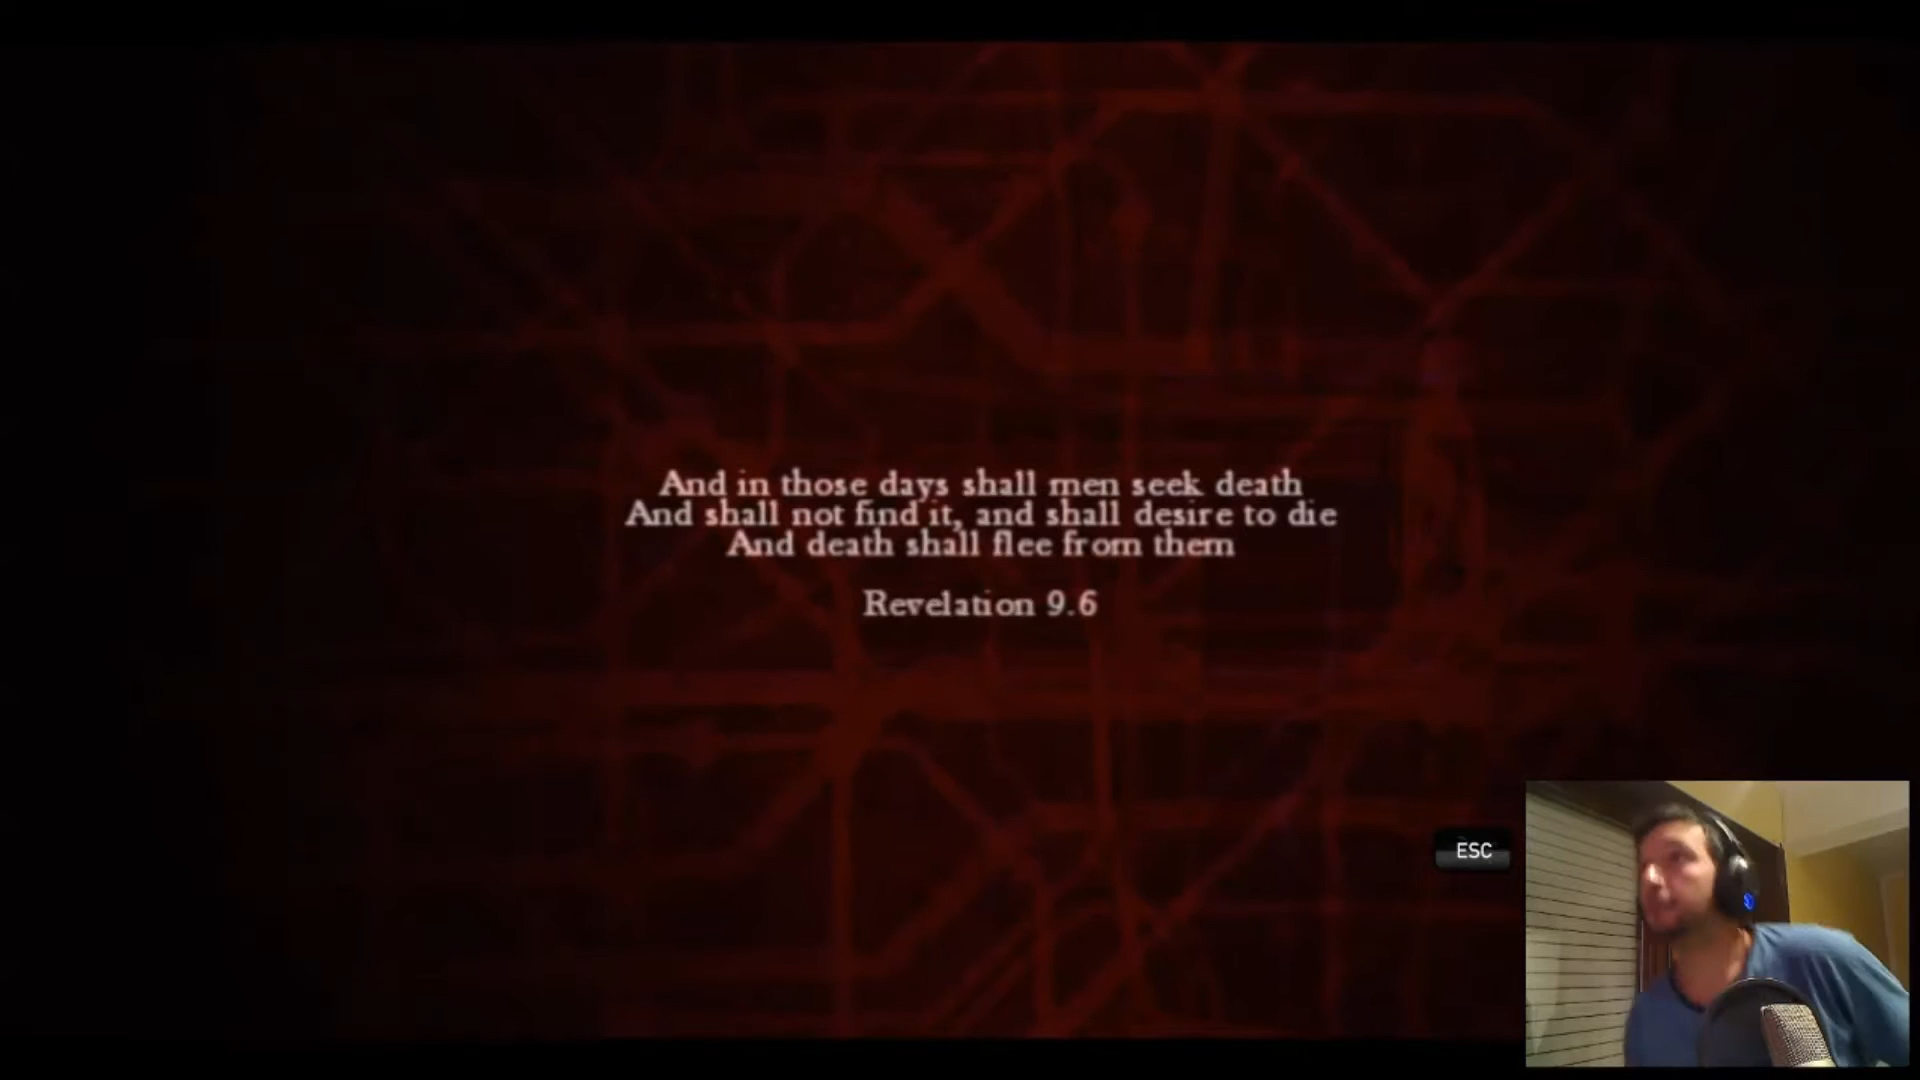 And in those days shall men seek death
And shall not find it, and shall desire to die
And death shall flee from them
Revelation 9.6
ESC